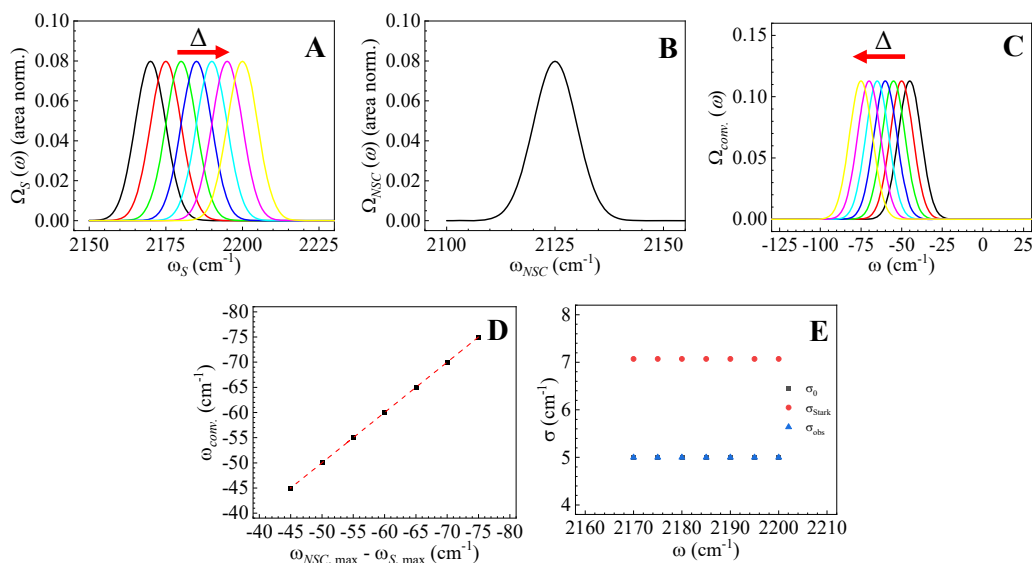 A
Δ
Ω_S (ω) (area norm.)
0.10
0.08
0.06
0.04
0.02
0.00
2150 2175 2200 2225
ω_S (cm⁻¹)
B
Ω_NSC (ω) (area norm.)
0.10
0.08
0.06
0.04
0.02
0.00
2100 2125 2150
ω_NSC (cm⁻¹)
C
Δ
Ω_conv. (ω)
0.15
0.10
0.05
0.00
-125 -100 -75 -50 -25 0 25
ω (cm⁻¹)
D
ω_conv. (cm⁻¹)
-80
-75
-70
-65
-60
-55
-50
-45
-40
-40 -45 -50 -55 -60 -65 -70 -75 -80
ω_NSC, max - ω_S, max (cm⁻¹)
E
σ (cm⁻¹)
8
7
6
5
4
σ_0
σ_Stark
σ_obs
2160 2170 2180 2190 2200 2210
ω (cm⁻¹)